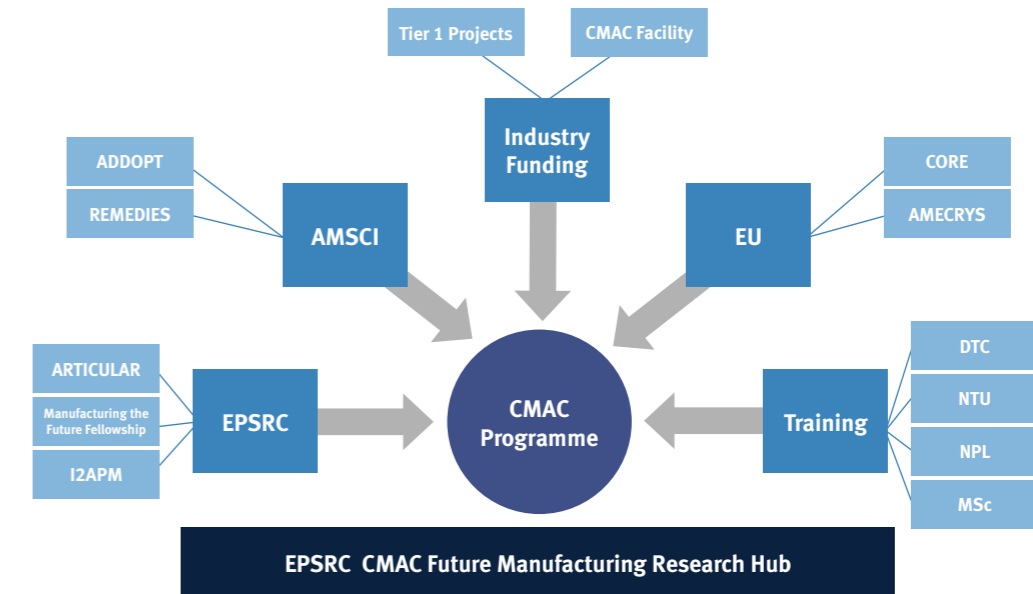 Tier 1 Projects
CMAC Facility
Industry
Funding
ADDOPT
REMEDIES
AMSCI
EU
CORE
AMECRYS
ARTICULAR
Manufacturing the
Future Fellowship
I2APM
EPSRC
CMAC
Programme
Training
DTC
NTU
NPL
MSc
EPSRC CMAC Future Manufacturing Research Hub